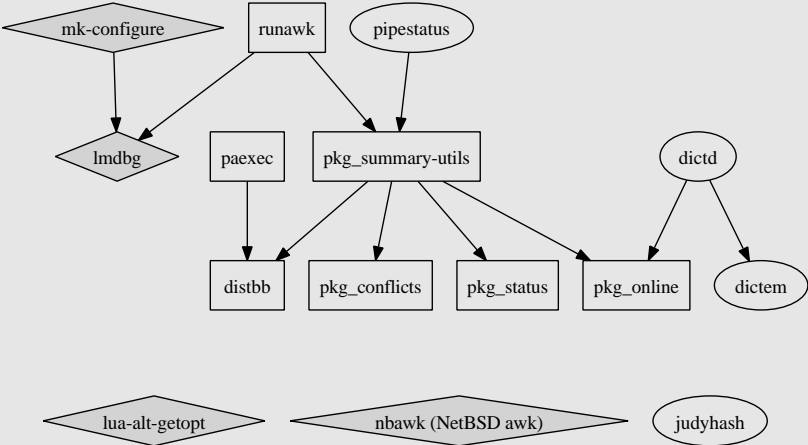 mk-configure
runawk
pipestatus
lmdbg
paexec
pkg_summary-utils
dictd
distbb
pkg_conflicts
pkg_status
pkg_online
dictem
lua-alt-getopt
nbawk (NetBSD awk)
judyhash